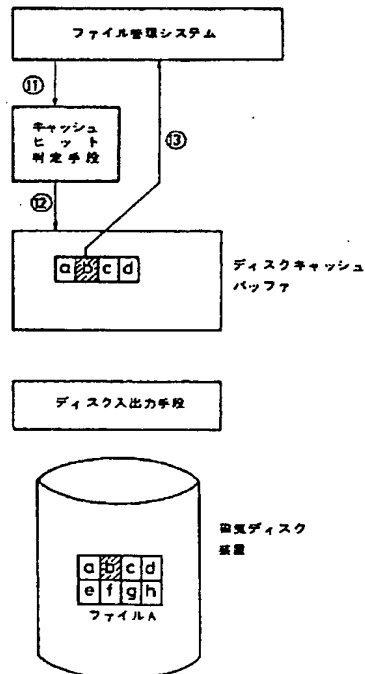 ファイル管理システム
⑪
キャッシュ
ヒット
判定手段
⑬
⑫
a b c d
ディスクキャッシュ
バッファ
ディスク入出力手段
磁気ディスク
装置
a b c d
e f g h
ファイルA